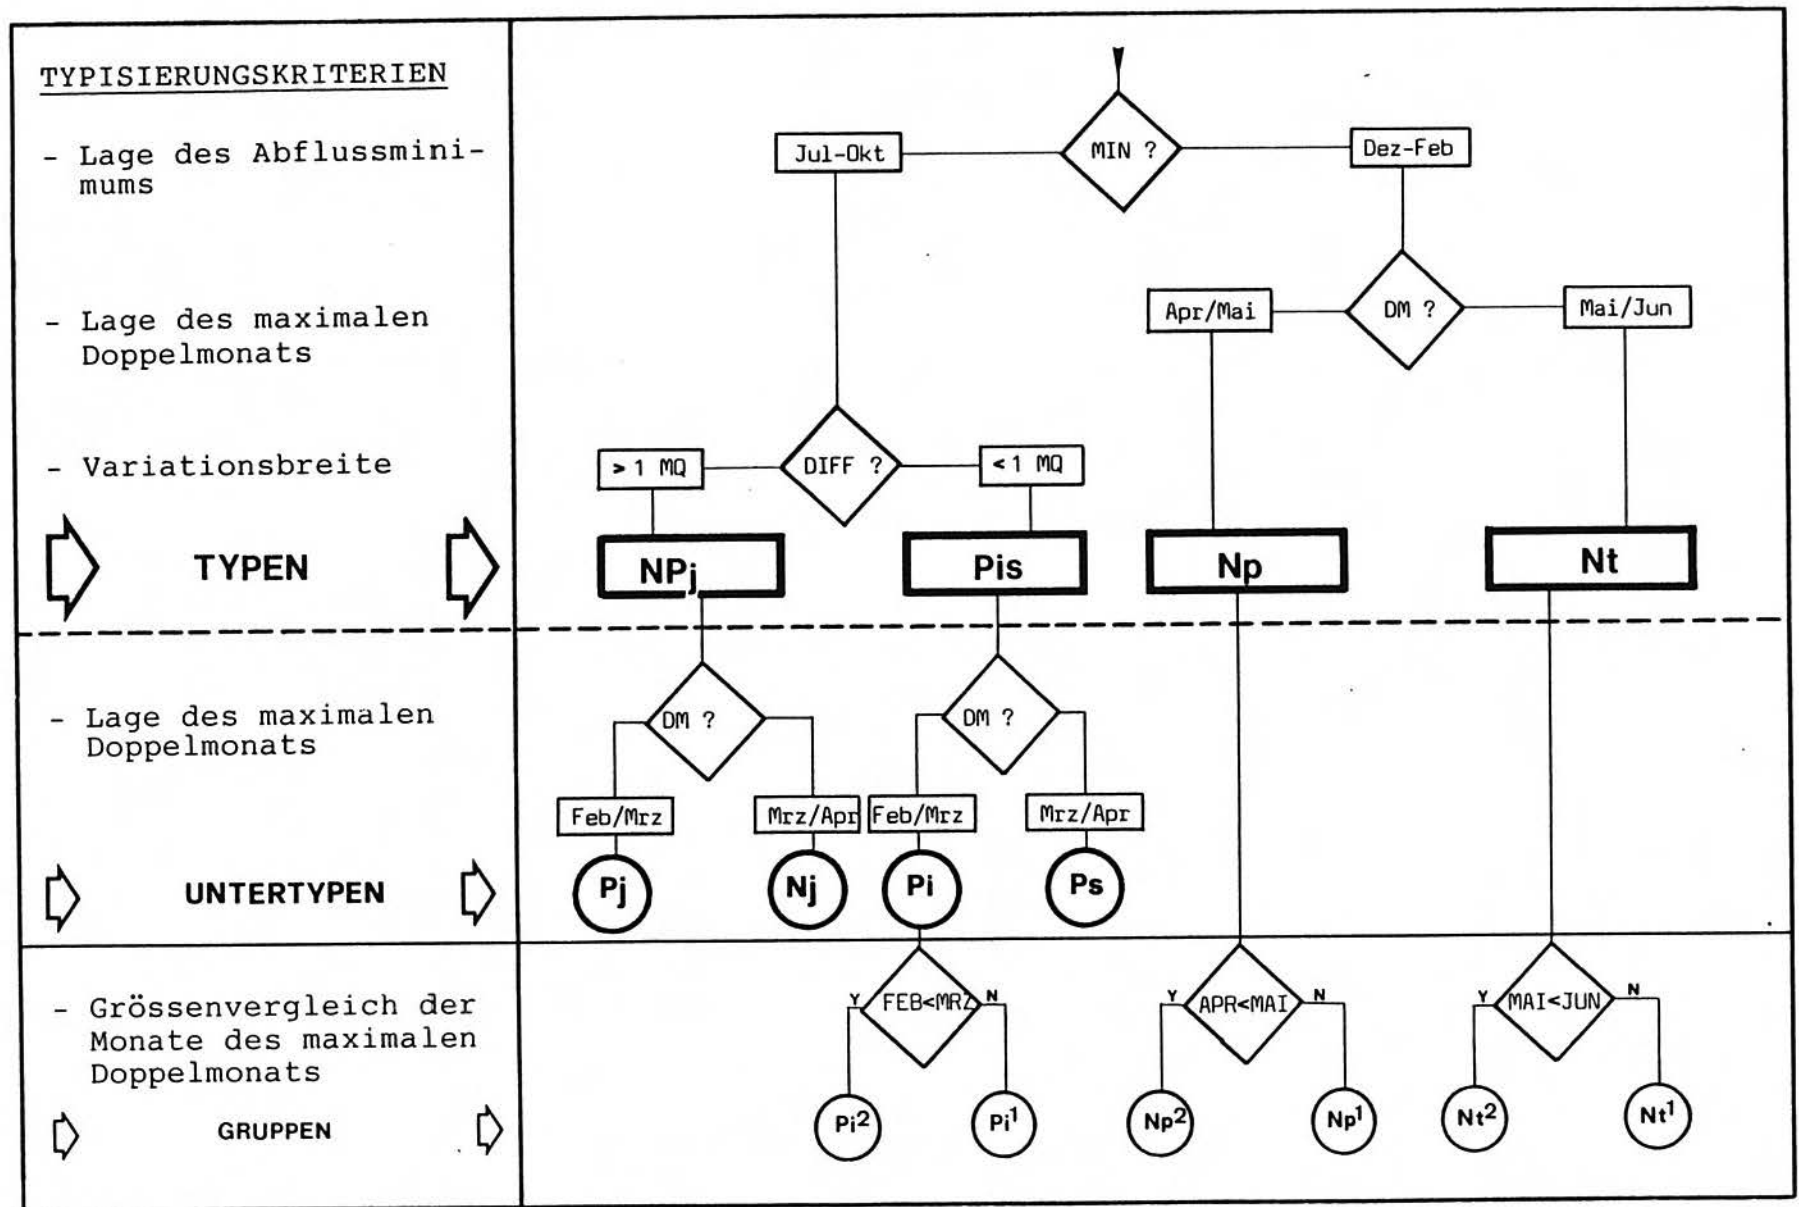 TYPISIERUNGSKRITERIEN
- Lage des Abflussmini-
mums
- Lage des maximalen
Doppelmonats
- Variationsbreite
TYPEN
- Lage des maximalen
Doppelmonats
UNTERTYPEN
- Grössenvergleich der
Monate des maximalen
Doppelmonats
GRUPPEN
MIN ?
Jul-Okt
Dez-Feb
DM ?
Apr/Mai
Mai/Jun
DIFF ?
> 1 MQ
< 1 MQ
NPj
Pis
Np
Nt
DM ?
DM ?
Feb/Mrz
Mrz/Apr
Feb/Mrz
Mrz/Apr
Pj
Nj
Pi
Ps
Y
FEB<MRZ
N
Y
APR<MAI
N
Y
MAI<JUN
N
Pi²
Pi¹
Np²
Np¹
Nt²
Nt¹